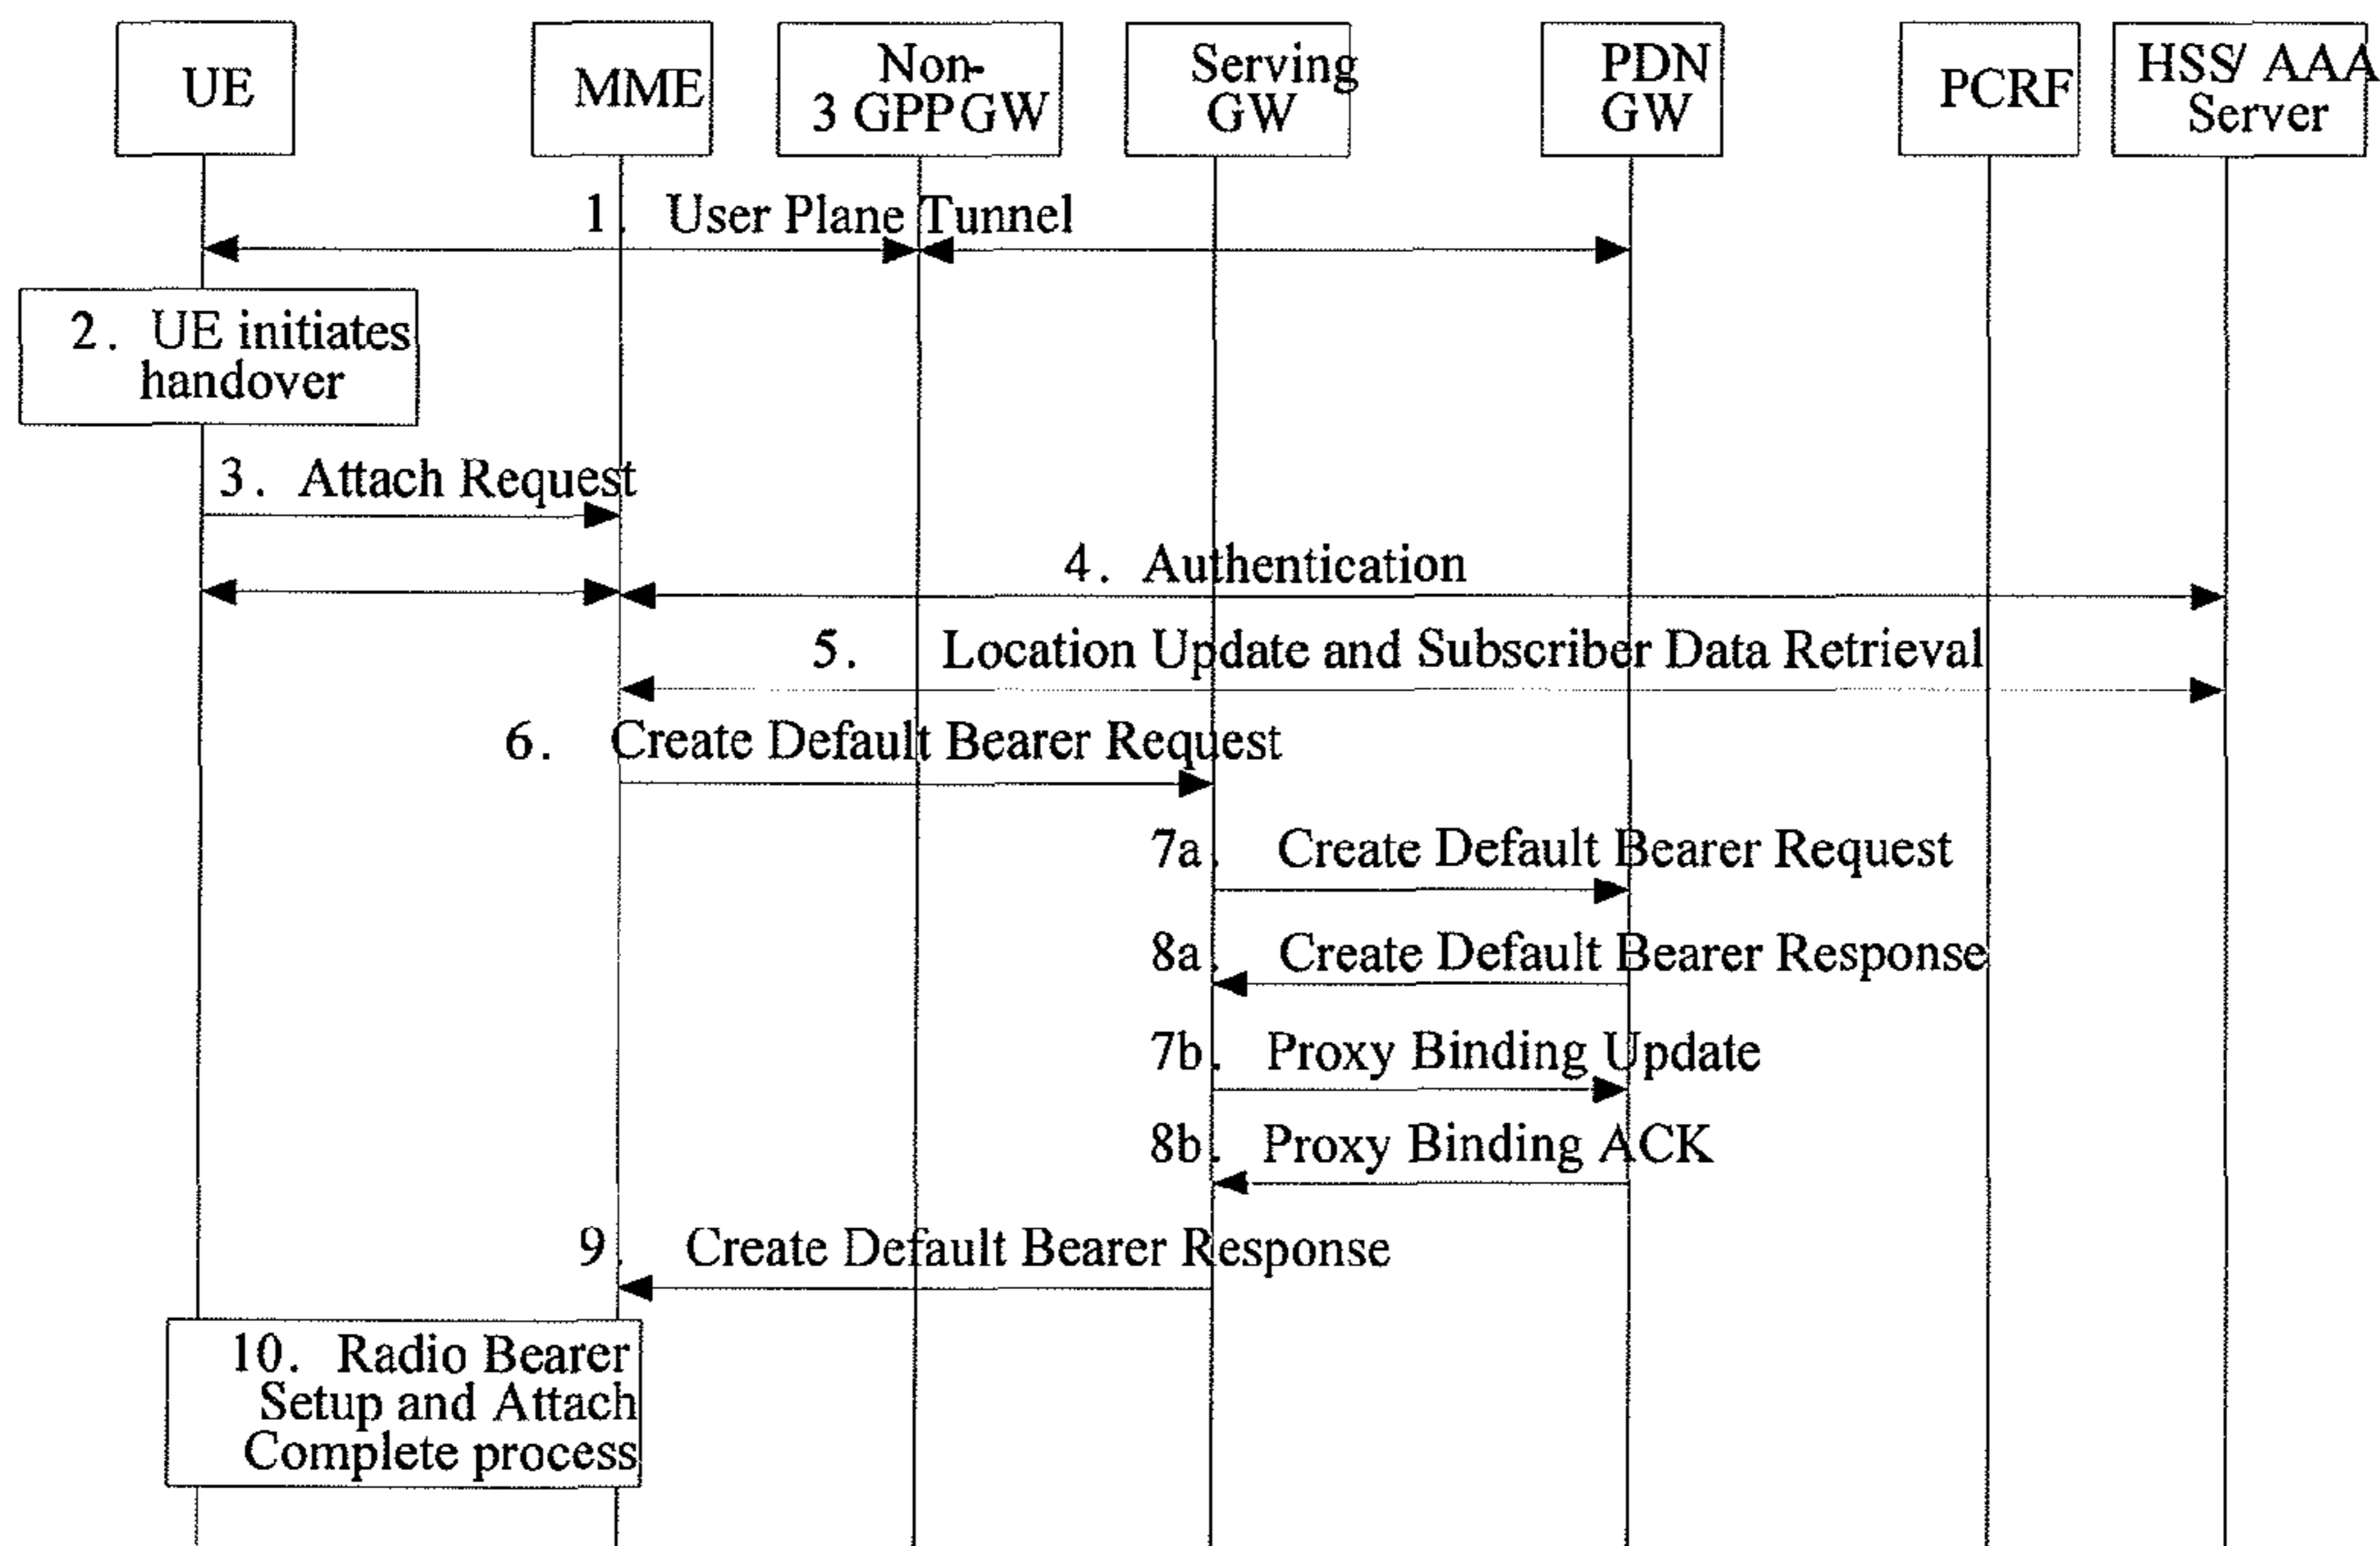 UE
MME
Non-
3 GPP GW
Serving
GW
PDN
GW
PCRF
HSS/ AAA
Server
1. User Plane Tunnel
2. UE initiates
handover
3. Attach Request
4. Authentication
5. Location Update and Subscriber Data Retrieval
6. Create Default Bearer Request
7a. Create Default Bearer Request
8a. Create Default Bearer Response
7b. Proxy Binding Update
8b. Proxy Binding ACK
9. Create Default Bearer Response
10. Radio Bearer
Setup and Attach
Complete process